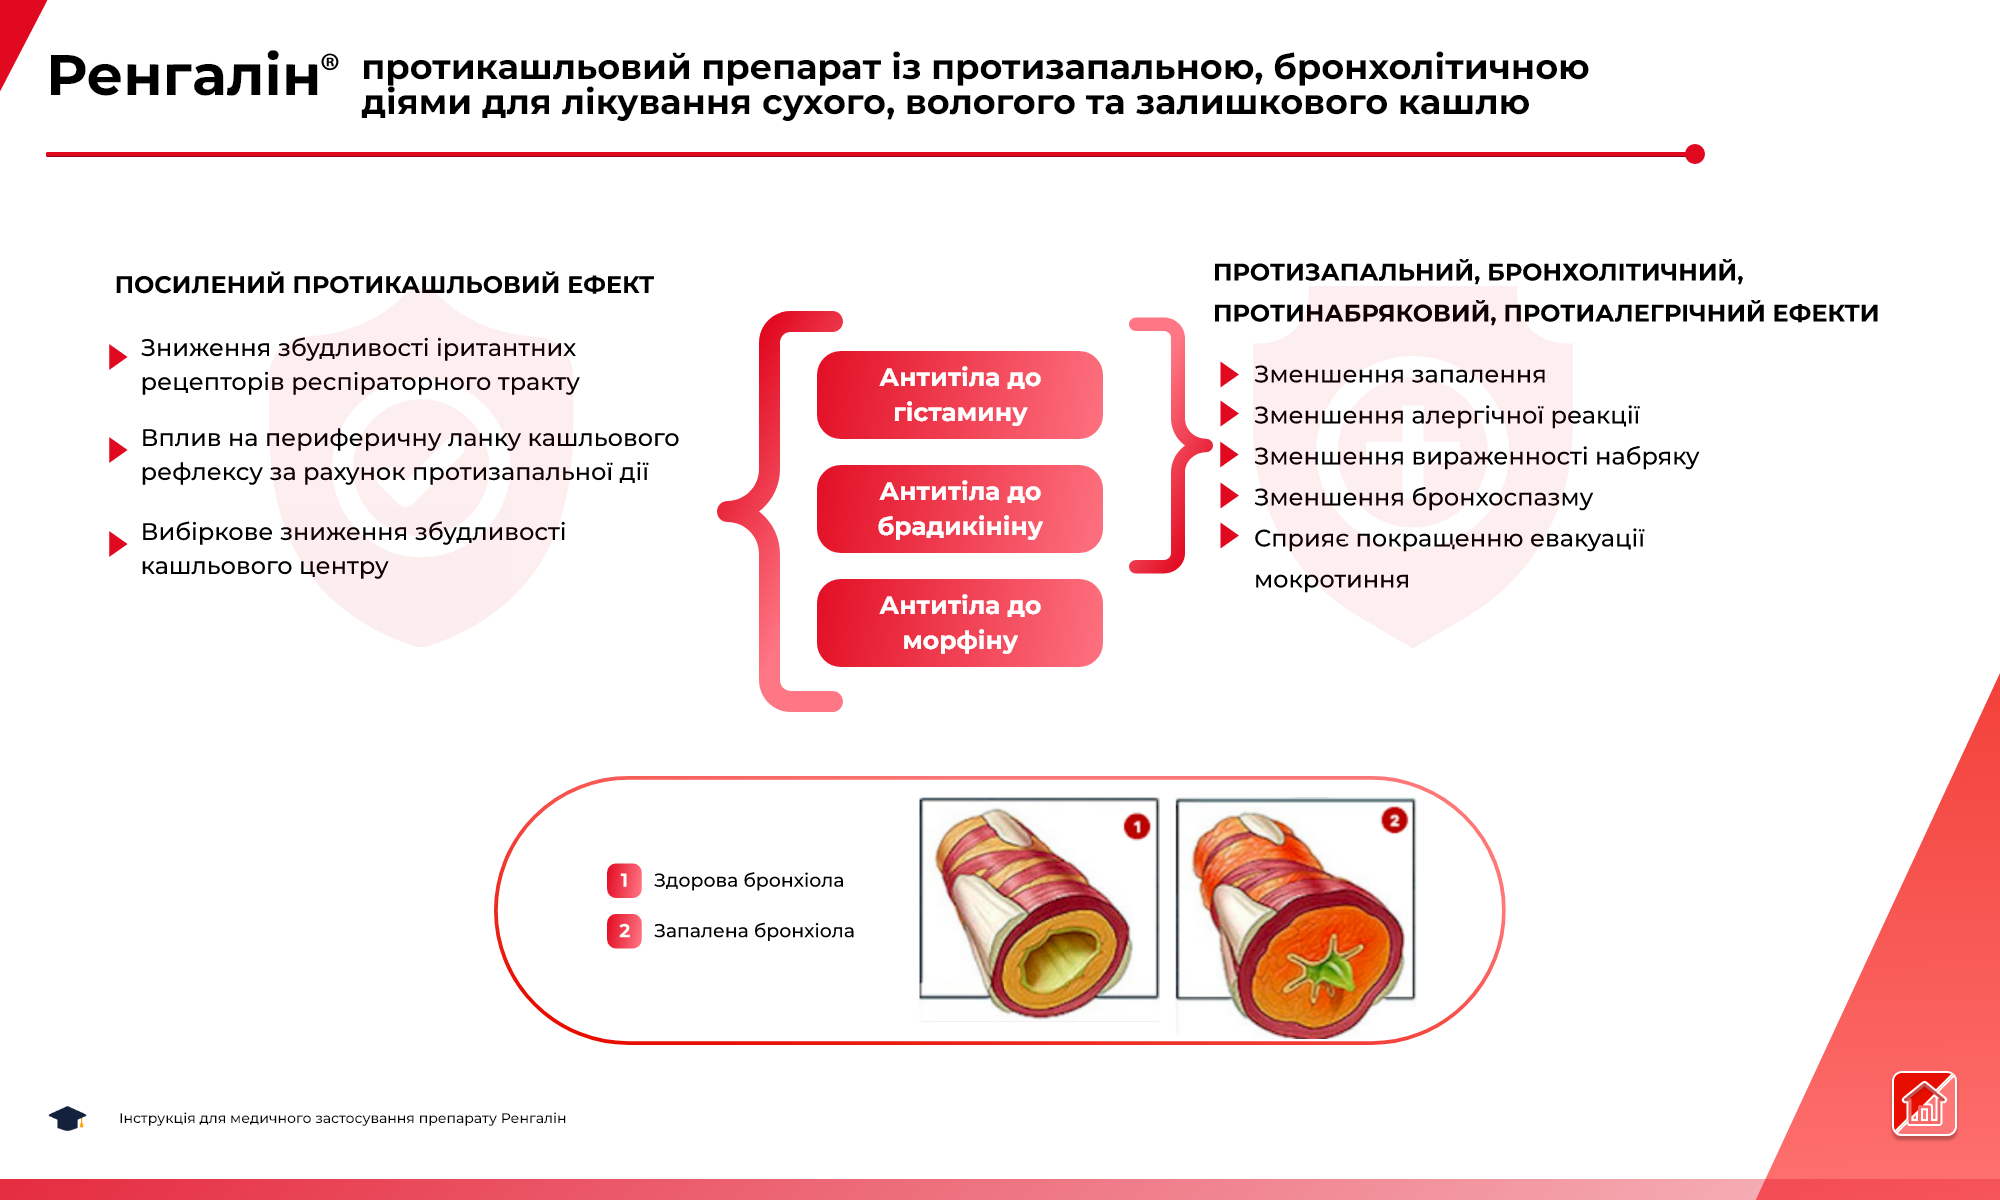 Ренгалін®
протикашльовий препарат із протизапальною, бронхолітичною
діями для лікування сухого, вологого та залишкового кашлю
ПОСИЛЕНИЙ ПРОТИКАШЛЬОВИЙ ЕФЕКТ
Зниження збудливості іритантних
рецепторів респіраторного тракту
Вплив на периферичну ланку кашльового
рефлексу за рахунок протизапальної дії
Вибіркове зниження збудливості
кашльового центру
Антитіла до
гістамину
Антитіла до
брадикініну
Антитіла до
морфіну
ПРОТИЗАПАЛЬНИЙ, БРОНХОЛІТИЧНИЙ,
ПРОТИНАБРЯКОВИЙ, ПРОТИАЛЕГРІЧНИЙ ЕФЕКТИ
Зменшення запалення
Зменшення алергічної реакції
Зменшення вираженності набряку
Зменшення бронхоспазму
Сприяє покращенню евакуації
мокротиння
1 Здорова бронхіола
2 Запалена бронхіола
1
2
Інструкція для медичного застосування препарату Ренгалін